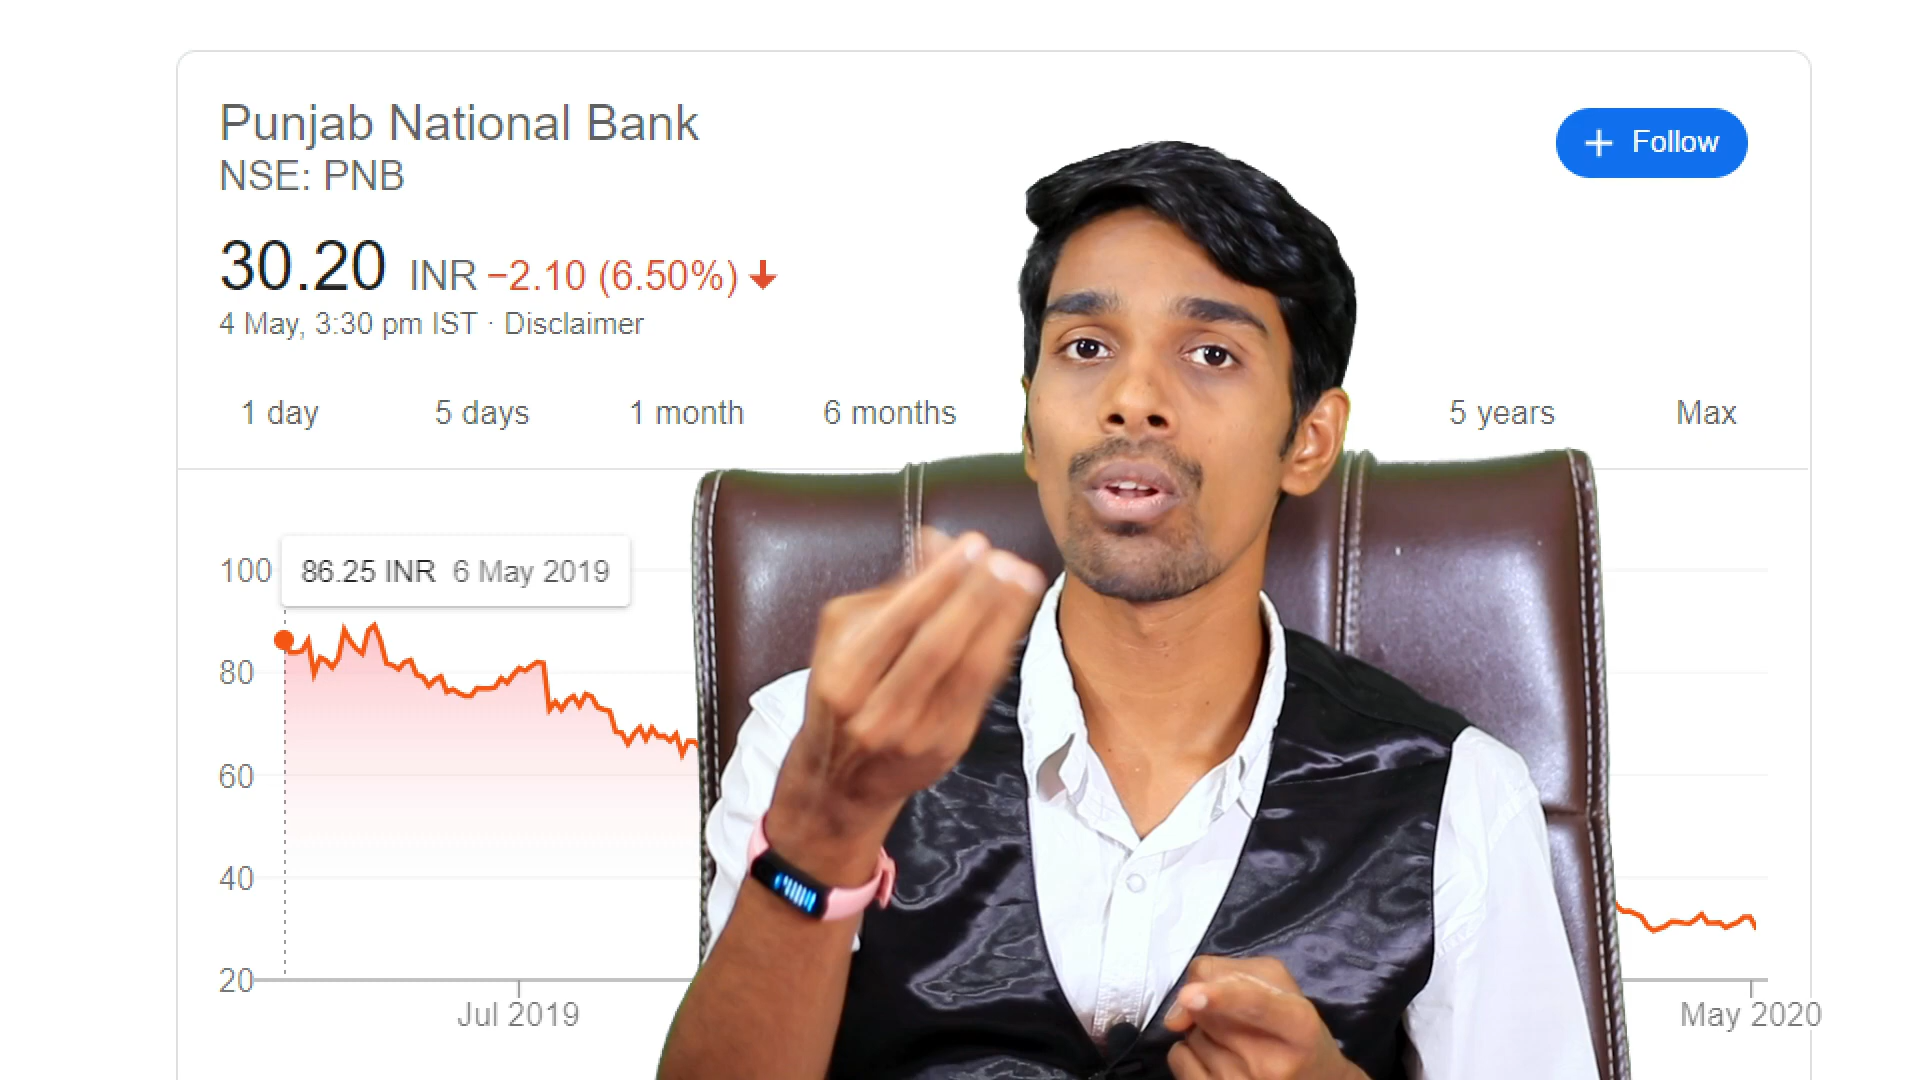 Punjab National Bank
NSE: PNB
+ Follow
30.20 INR −2.10 (6.50%) ↓
4 May, 3:30 pm IST · Disclaimer
1 day 5 days 1 month 6 months 5 years Max
100
86.25 INR 6 May 2019
80
60
40
20
Jul 2019 May 2020